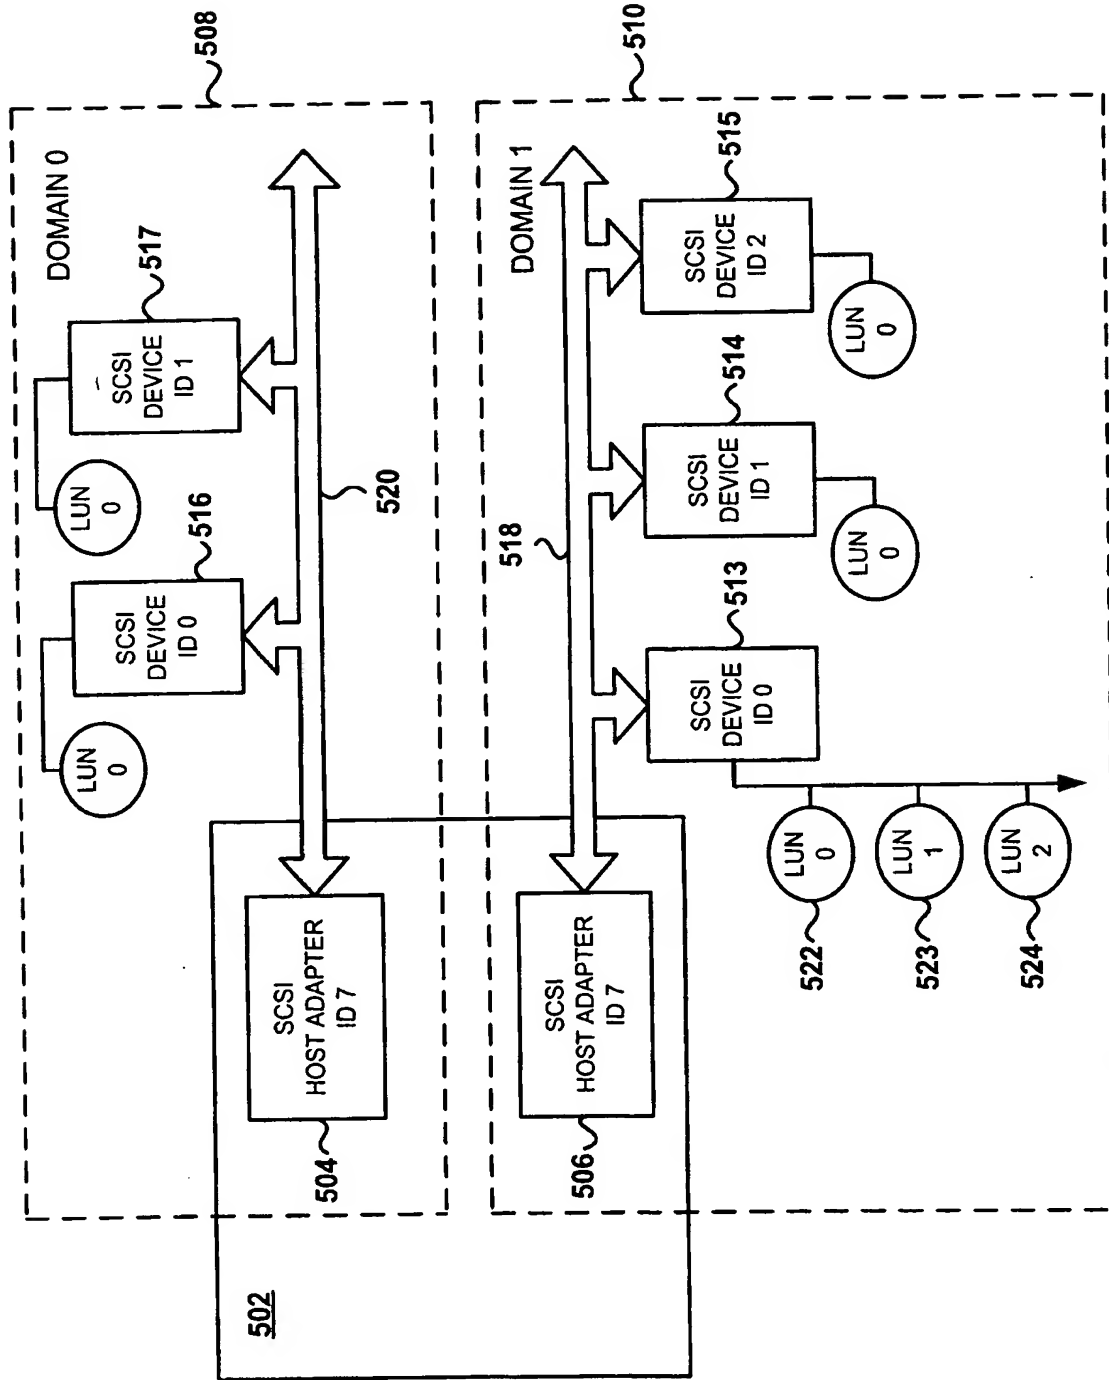 508
DOMAIN 0
517
SCSI
DEVICE
ID 1
LUN
0
516
SCSI
DEVICE
ID 0
LUN
0
520
SCSI
HOST ADAPTER
ID 7
504
510
DOMAIN 1
515
SCSI
DEVICE
ID 2
LUN
0
514
SCSI
DEVICE
ID 1
LUN
0
518
513
SCSI
DEVICE
ID 0
LUN
0
522
LUN
1
523
LUN
2
524
SCSI
HOST ADAPTER
ID 7
506
502